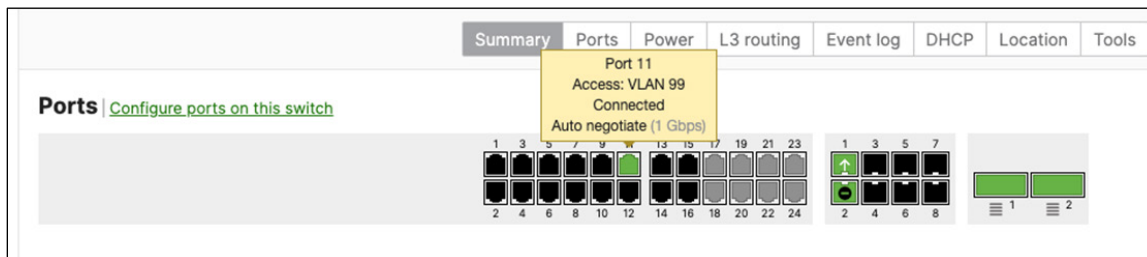 Summary Ports Power L3 routing Event log DHCP Location Tools
Port 11
Access: VLAN 99
Connected
Auto negotiate (1 Gbps)
Ports | Configure ports on this switch
1 3 5 7 9 13 15 17 19 21 23 1 3 5 7
2 4 6 8 10 12 14 16 18 20 22 24 2 4 6 8 1 2